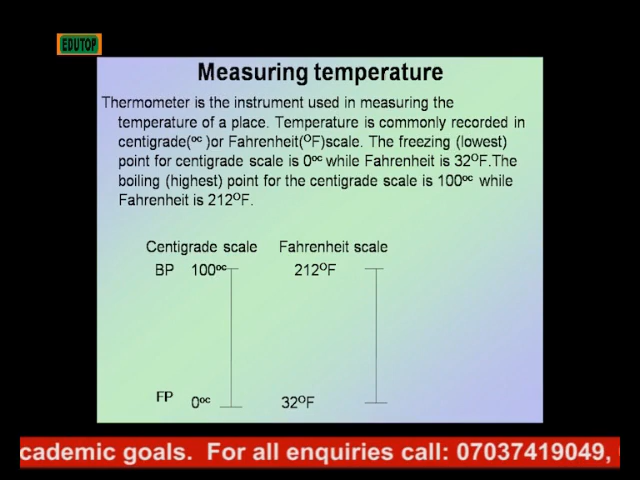 EDUTOP
Measuring temperature
Thermometer is the instrument used in measuring the
temperature of a place. Temperature is commonly recorded in
centigrade(oc )or Fahrenheit(OF)scale. The freezing (lowest)
point for centigrade scale is 0oc while Fahrenheit is 32OF.The
boiling (highest) point for the centigrade scale is 100oc while
Fahrenheit is 212OF.
Centigrade scale Fahrenheit scale
BP 100oc 212OF
FP 0oc 32OF
cademic goals. For all enquiries call: 07037419049,